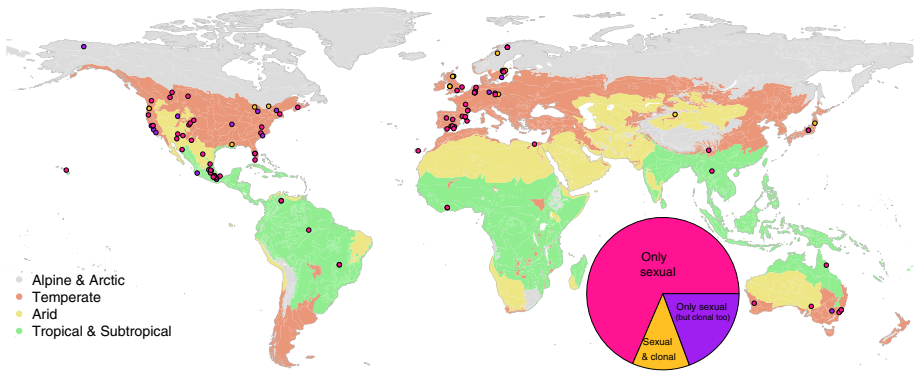 Only
sexual
Only sexual
(but clonal too)
Sexual
& clonal
Alpine & Arctic
Temperate
Arid
Tropical & Subtropical